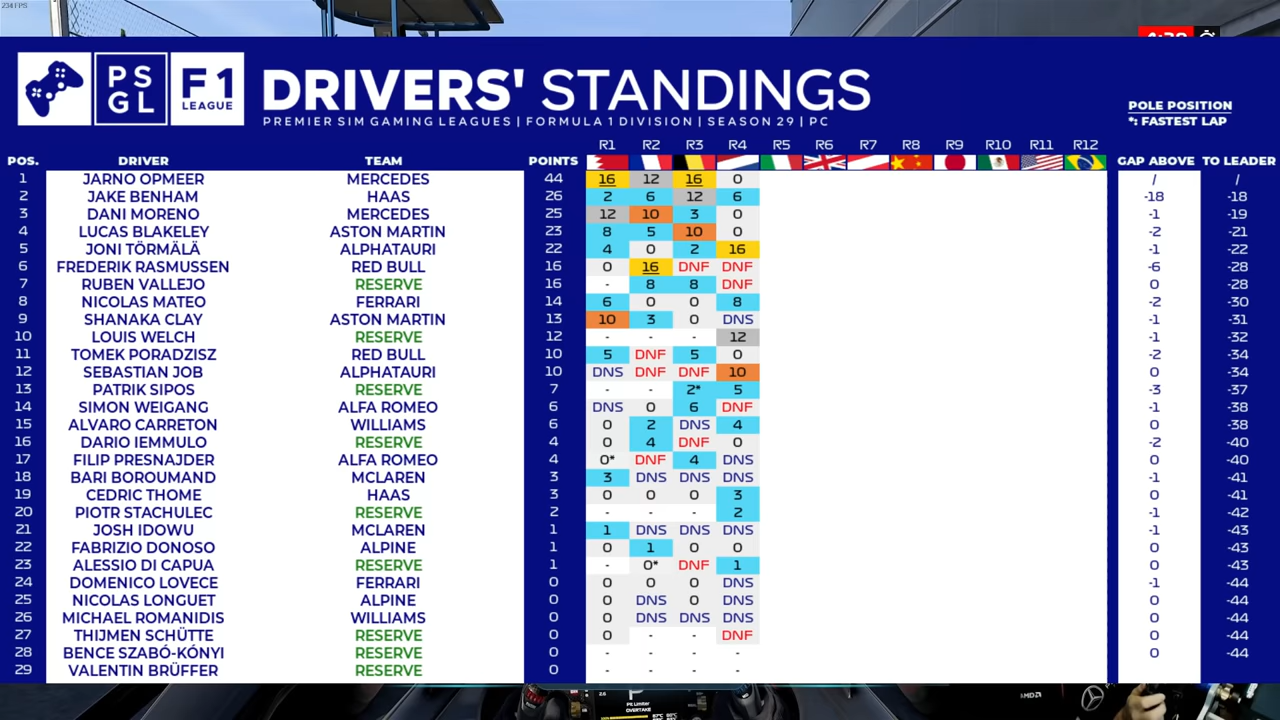 234 FPS
4:39
PS
GL
F1
LEAGUE
DRIVERS' STANDINGS
PREMIER SIM GAMING LEAGUES | FORMULA 1 DIVISION | SEASON 29 | PC
POLE POSITION
*: FASTEST LAP
R1 R2 R3 R4 R5 R6 R7 R8 R9 R10 R11 R12
POS. DRIVER TEAM POINTS GAP ABOVE TO LEADER
1 JARNO OPMEER MERCEDES 44 16 12 16 0 / /
2 JAKE BENHAM HAAS 26 2 6 12 6 -18 -18
3 DANI MORENO MERCEDES 25 12 10 3 0 -1 -19
4 LUCAS BLAKELEY ASTON MARTIN 23 8 5 10 0 -2 -21
5 JONI TÖRMÄLÄ ALPHATAURI 22 4 0 2 16 -1 -22
6 FREDERIK RASMUSSEN RED BULL 16 0 16 DNF DNF -6 -28
7 RUBEN VALLEJO RESERVE 16 - 8 8 DNF 0 -28
8 NICOLAS MATEO FERRARI 14 6 0 0 8 -2 -30
9 SHANAKA CLAY ASTON MARTIN 13 10 3 0 DNS -1 -31
10 LOUIS WELCH RESERVE 12 - - - 12 -1 -32
11 TOMEK PORADZISZ RED BULL 10 5 DNF 5 0 -2 -34
12 SEBASTIAN JOB ALPHATAURI 10 DNS DNF DNF 10 0 -34
13 PATRIK SIPOS RESERVE 7 - - 2* 5 -3 -37
14 SIMON WEIGANG ALFA ROMEO 6 DNS 0 6 DNF -1 -38
15 ALVARO CARRETON WILLIAMS 6 0 2 DNS 4 0 -38
16 DARIO IEMMULO RESERVE 4 0 4 DNF 0 -2 -40
17 FILIP PRESNAJDER ALFA ROMEO 4 0* DNF 4 DNS 0 -40
18 BARI BOROUMAND MCLAREN 3 3 DNS DNS DNS -1 -41
19 CEDRIC THOME HAAS 3 0 0 0 3 0 -41
20 PIOTR STACHULEC RESERVE 2 - - - 2 -1 -42
21 JOSH IDOWU MCLAREN 1 1 DNS DNS DNS -1 -43
22 FABRIZIO DONOSO ALPINE 1 0 1 0 0 0 -43
23 ALESSIO DI CAPUA RESERVE 1 - 0* DNF 1 0 -43
24 DOMENICO LOVECE FERRARI 0 0 0 0 DNS -1 -44
25 NICOLAS LONGUET ALPINE 0 0 DNS 0 DNS 0 -44
26 MICHAEL ROMANIDIS WILLIAMS 0 0 DNS DNS DNS 0 -44
27 THIJMEN SCHÜTTE RESERVE 0 0 - - DNF 0 -44
28 BENCE SZABÓ-KÓNYI RESERVE 0 - - - - 0 -44
29 VALENTIN BRÜFFER RESERVE 0 - - - -
Pit Limiter
OVERTAKE
AMD